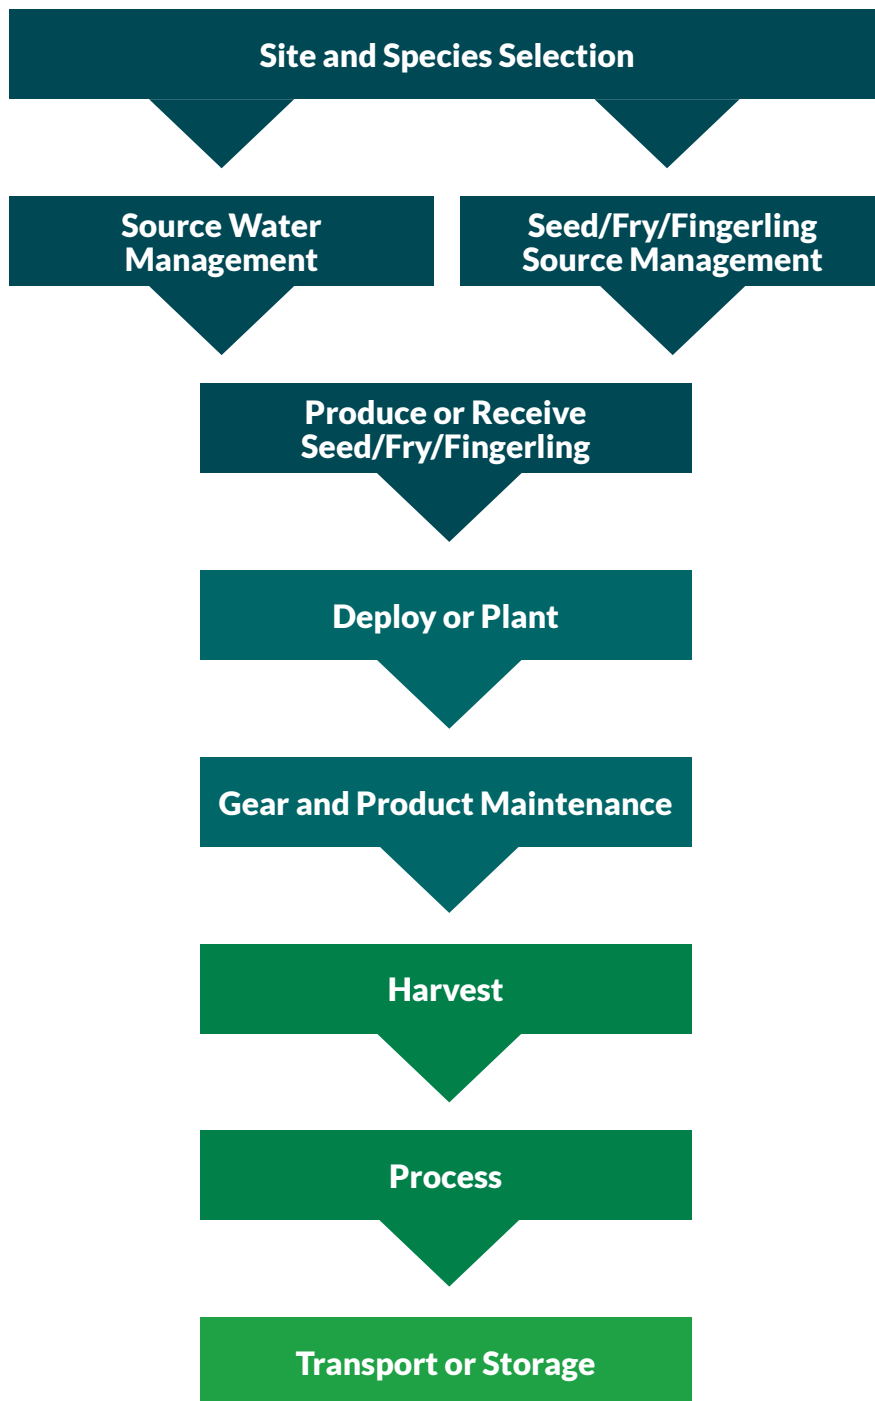 Site and Species Selection
Source Water
Management
Seed/Fry/Fingerling
Source Management
Produce or Receive
Seed/Fry/Fingerling
Deploy or Plant
Gear and Product Maintenance
Harvest
Process
Transport or Storage